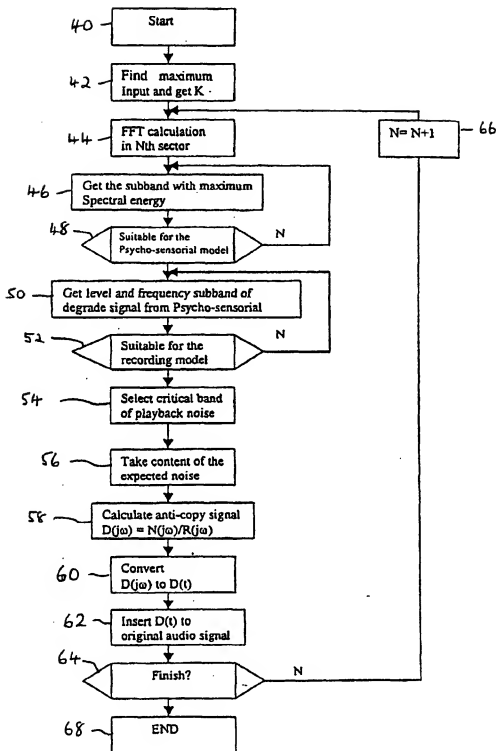 40
Start
42
Find maximum
Input and get K
44
FFT calculation
in Nth sector
N= N+1
66
46
Get the subband with maximum
Spectral energy
48
Suitable for the
Psycho-sensorial model
N
50
Get level and frequency subband of
degrade signal from Psycho-sensorial
52
Suitable for the
recording model
N
54
Select critical band
of playback noise
56
Take content of the
expected noise
58
Calculate anti-copy signal
D(jω) = N(jω)/R(jω)
60
Convert
D(jω) to D(t)
62
Insert D(t) to
original audio signal
64
Finish?
N
68
END